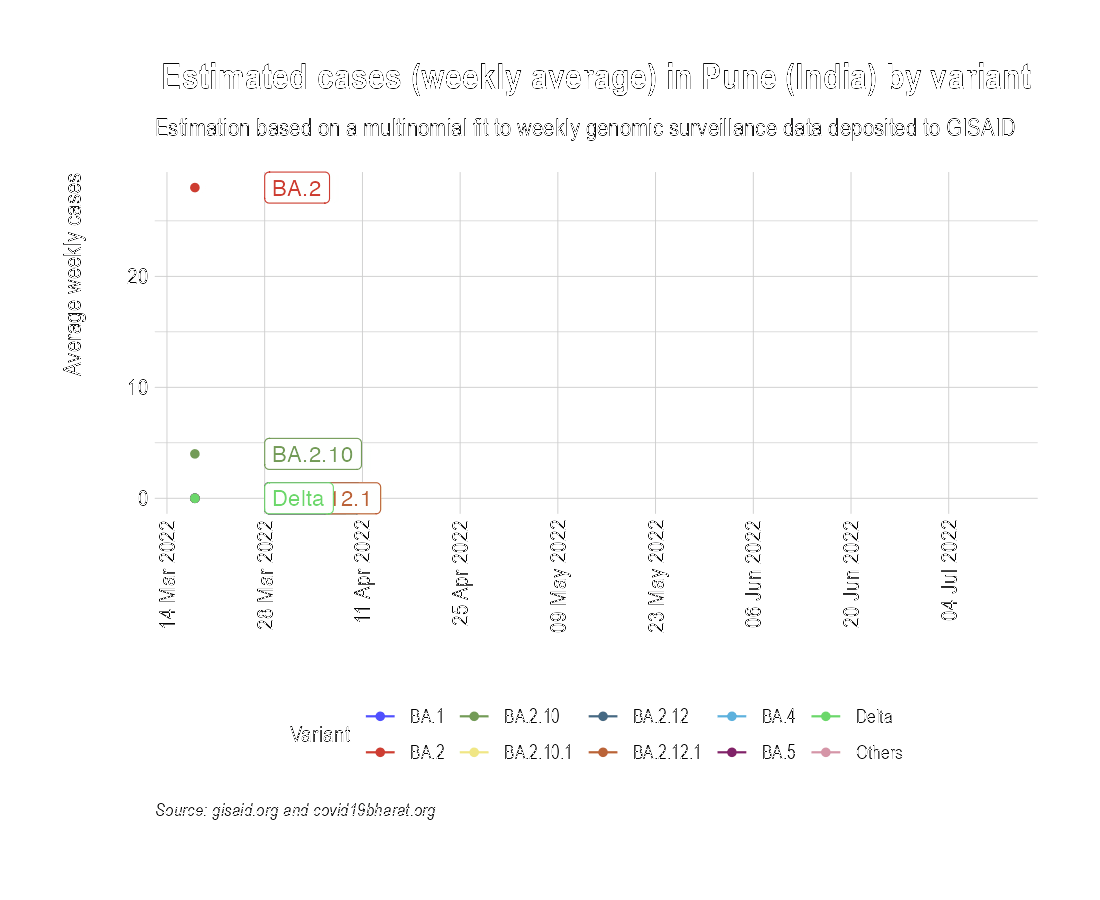 Estimated cases (weekly average) in Pune (India) by variant
Estimation based on a multinomial fit to weekly genomic surveillance data deposited to GISAID
Average weekly cases
20
10
0
BA.2
BA.2.10
Delta
12.1
14 Mar 2022
28 Mar 2022
11 Apr 2022
25 Apr 2022
09 May 2022
23 May 2022
06 Jun 2022
20 Jun 2022
04 Jul 2022
Variant
BA.1 BA.2.10 BA.2.12 BA.4 Delta
BA.2 BA.2.10.1 BA.2.12.1 BA.5 Others
Source: gisaid.org and covid19bharat.org